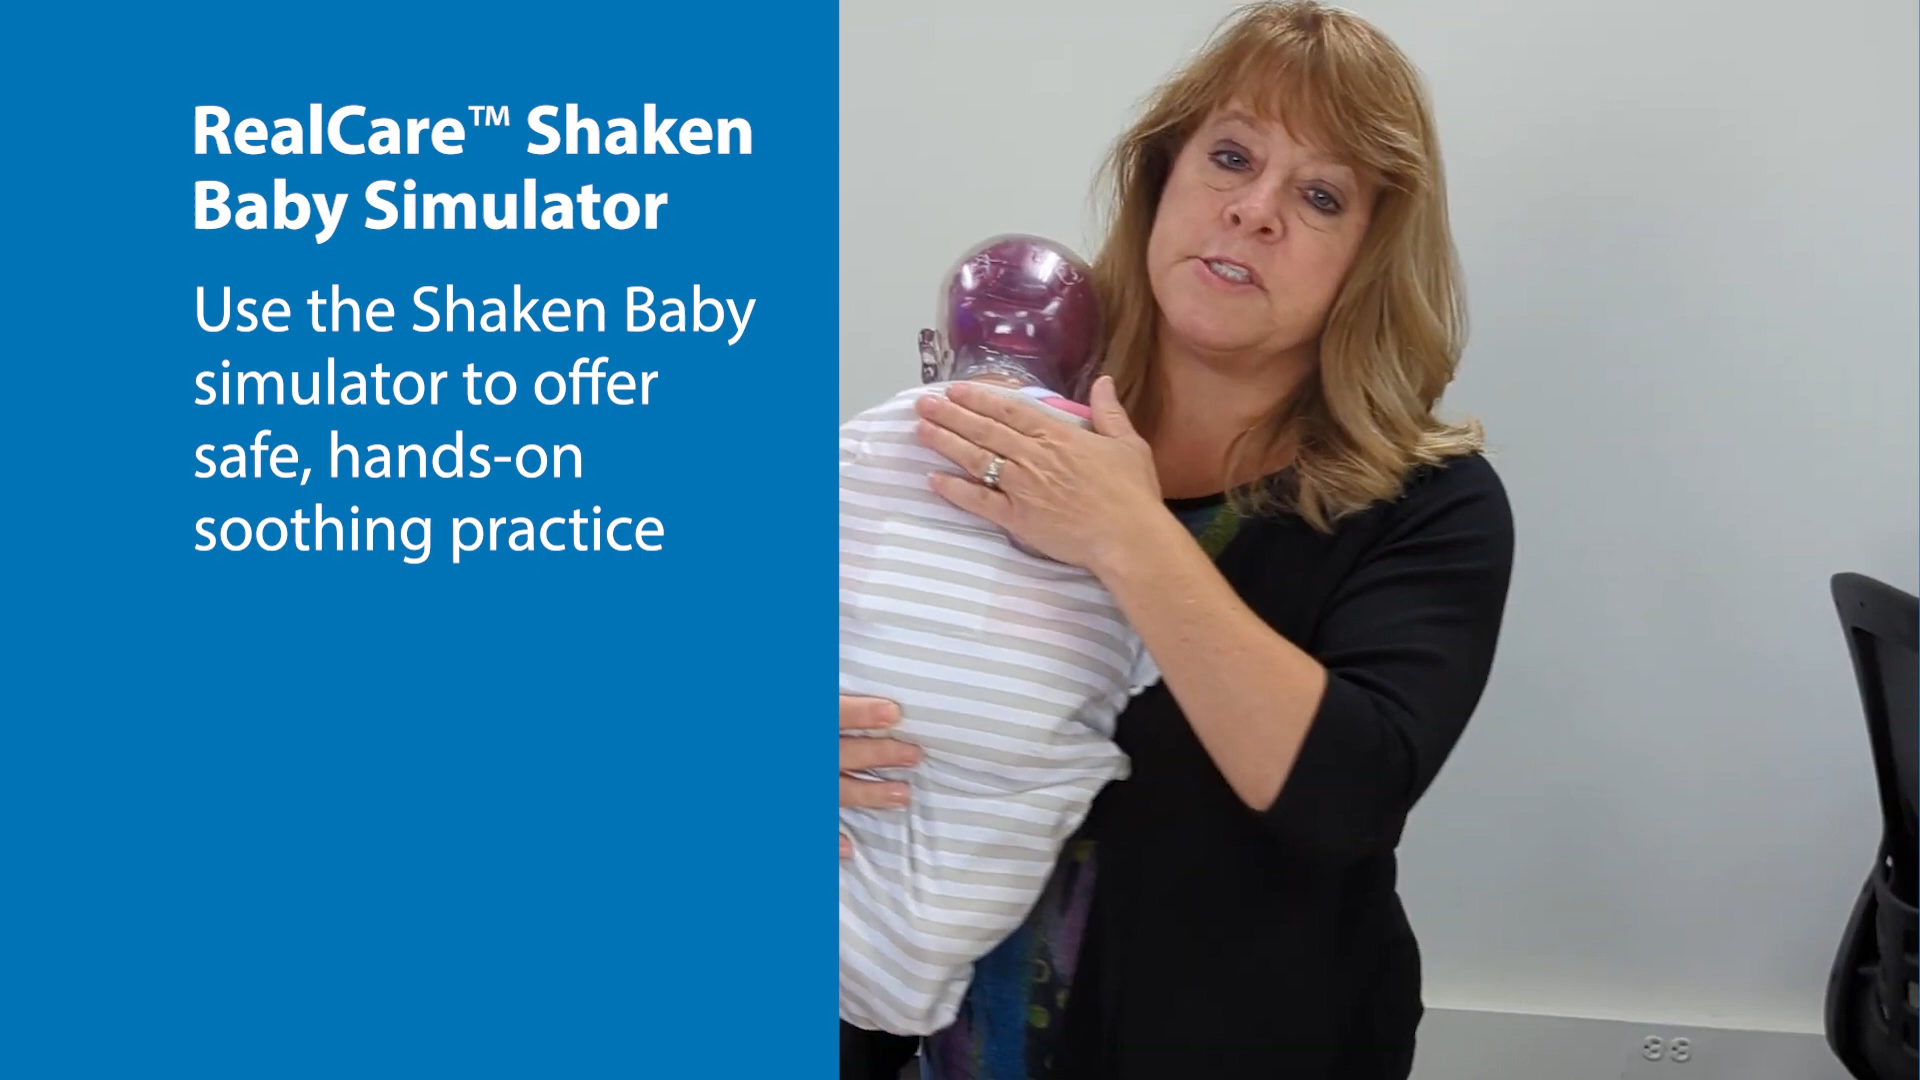 RealCare™ Shaken
Baby Simulator
Use the Shaken Baby
simulator to offer
safe, hands-on
soothing practice